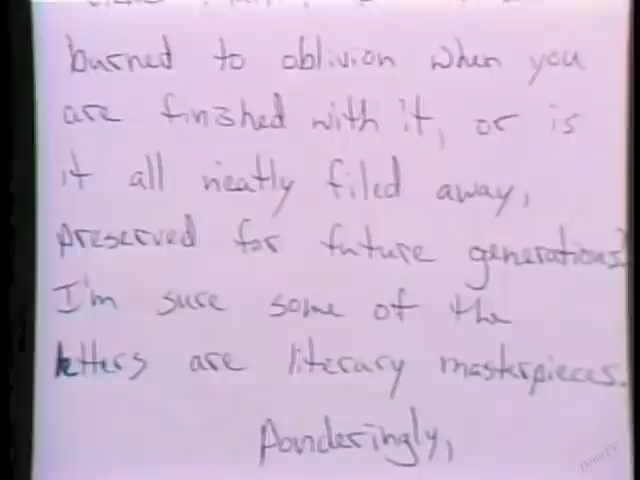 burned to oblivion when you
are finished with it, or is
it all neatly filed away,
preserved for future generations?
I'm sure some of the
letters are literary masterpieces.
Ponderingly,